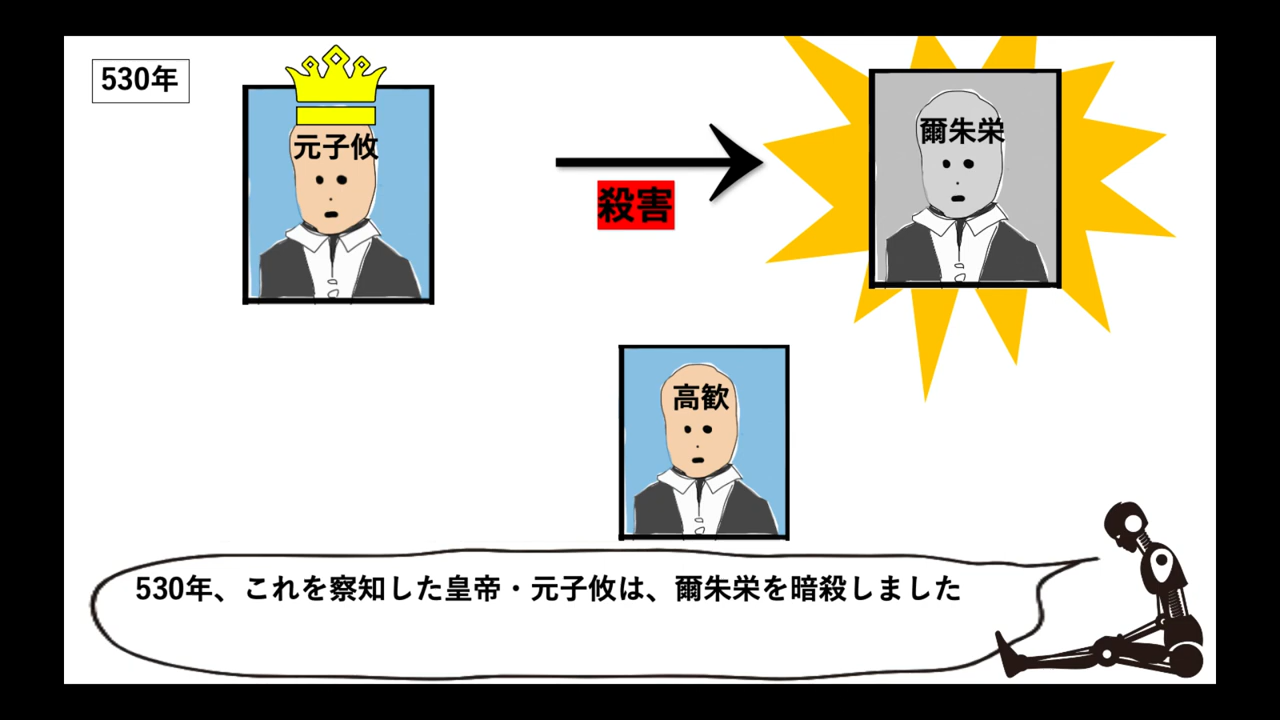 530年
元子攸
爾朱栄
殺害
高歓
530年、これを察知した皇帝・元子攸は、爾朱栄を暗殺しました